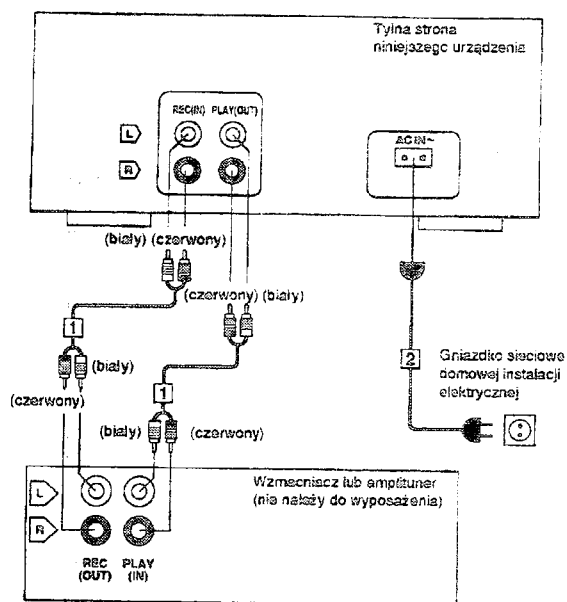 Tylna strona
niniejszego urządzenia
REC(IN) PLAY(OUT)
L
R
AC IN~
(biały) (czerwony)
(czerwony) (biały)
1
2
Gniazdko sieciowe
domowej instalacji
elektrycznej
(biały)
1
(czerwony)
(biały)
(czerwony)
Wzmacniacz lub amplituner
(nie należy do wyposażenia)
L
R
REC PLAY
(OUT) (IN)